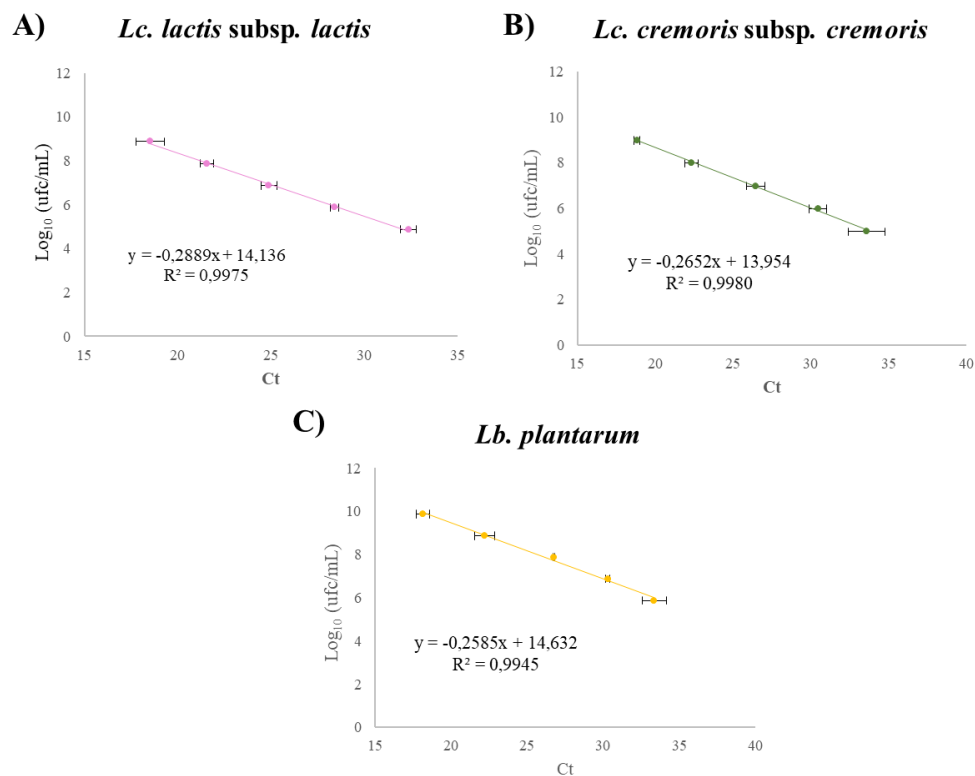 A)
Lc. lactis subsp. lactis
Log₁₀ (ufc/mL)
12
10
8
6
4
2
0
y = -0,2889x + 14,136
R² = 0,9975
15 20 25 30 35
Ct
B)
Lc. cremoris subsp. cremoris
Log₁₀ (ufc/mL)
12
10
8
6
4
2
0
y = -0,2652x + 13,954
R² = 0,9980
15 20 25 30 35 40
Ct
C)
Lb. plantarum
Log₁₀ (ufc/mL)
12
10
8
6
4
2
0
y = -0,2585x + 14,632
R² = 0,9945
15 20 25 30 35 40
Ct